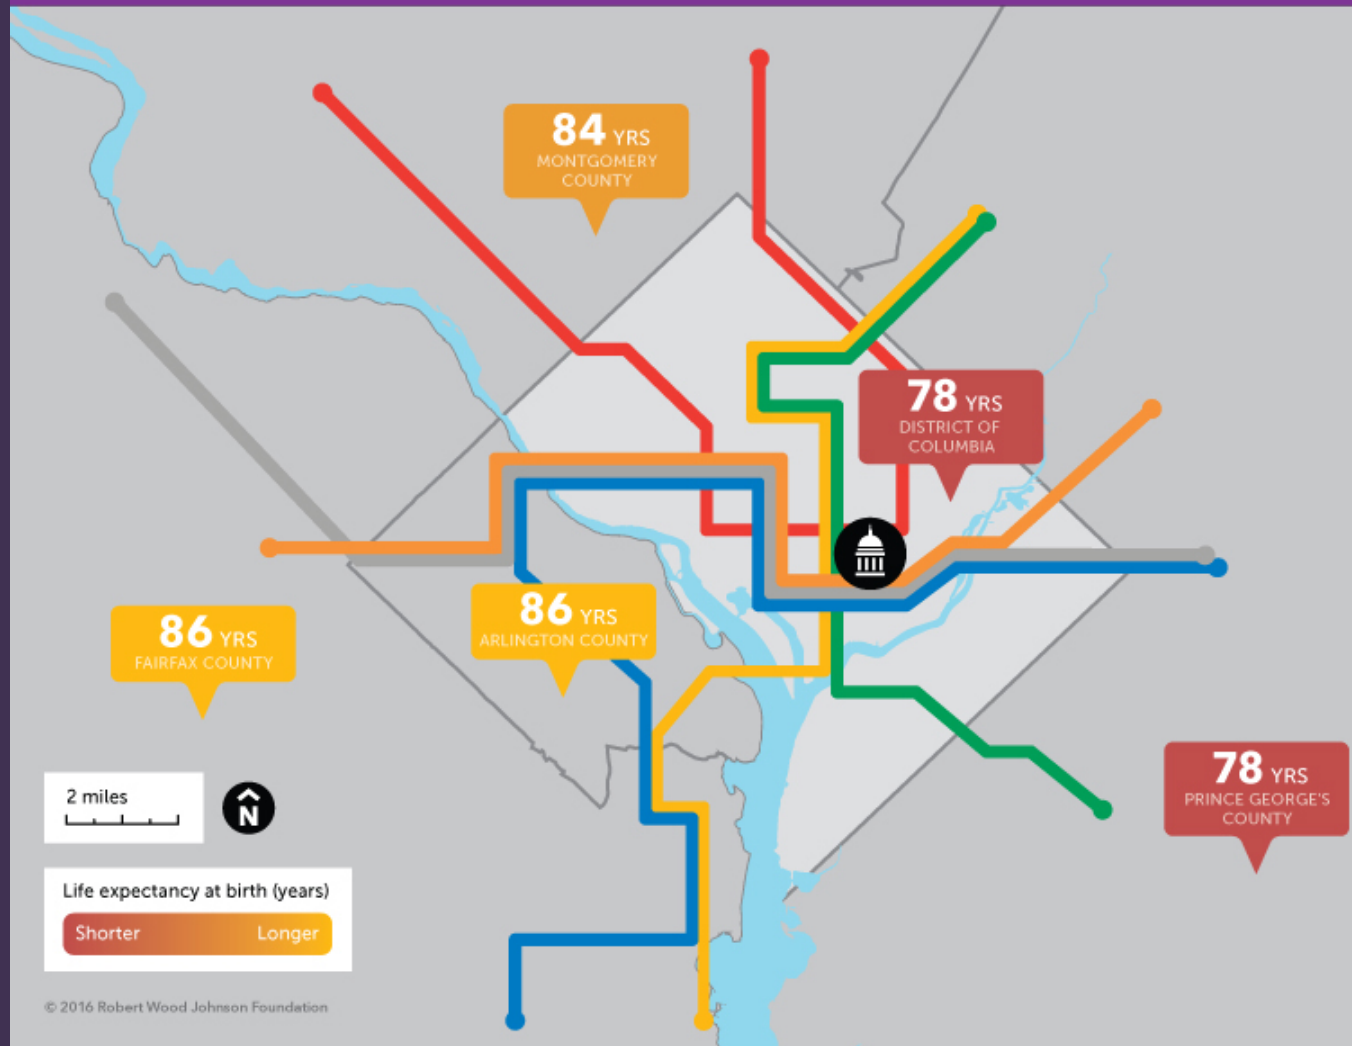 84 YRS
MONTGOMERY
COUNTY
78 YRS
DISTRICT OF
COLUMBIA
86 YRS
ARLINGTON COUNTY
86 YRS
FAIRFAX COUNTY
78 YRS
PRINCE GEORGE'S
COUNTY
2 miles
N
Life expectancy at birth (years)
Shorter Longer
© 2016 Robert Wood Johnson Foundation